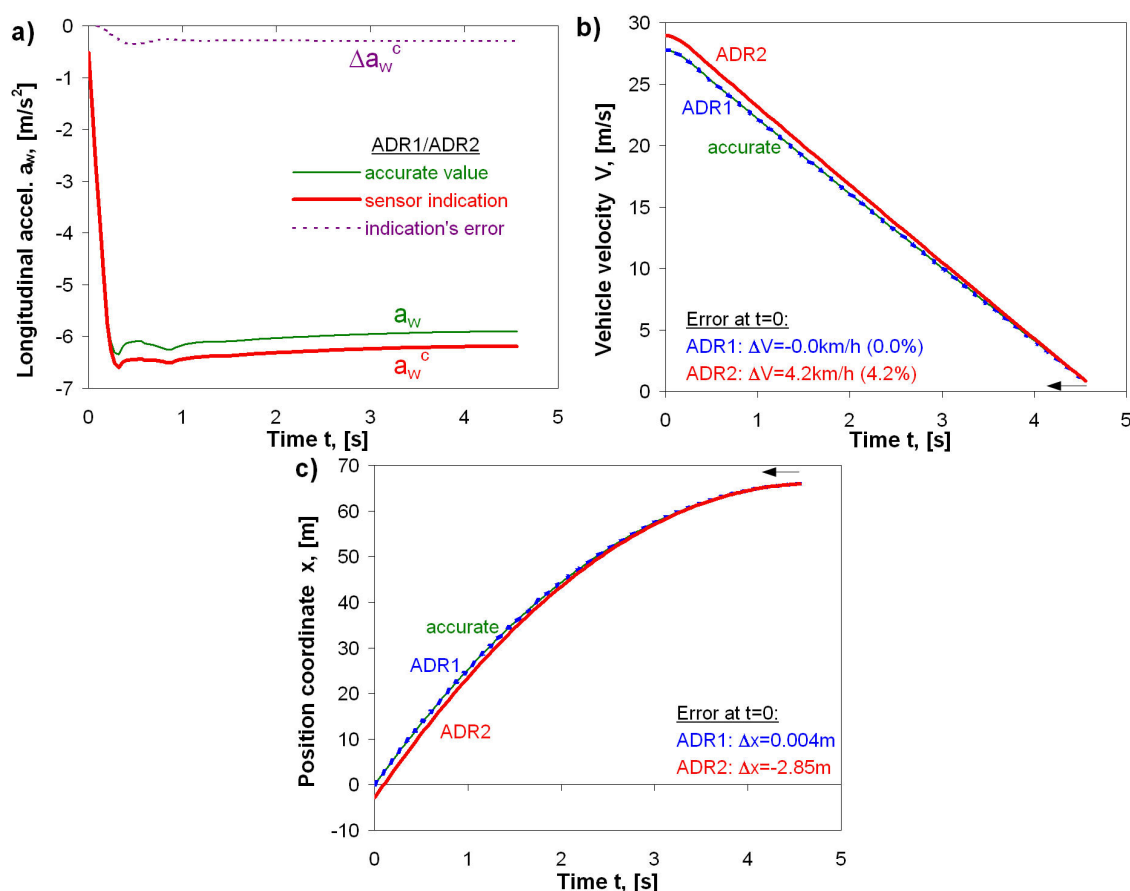 a)
Longitudinal accel. a_w, [m/s²]
0
-1
-2
-3
-4
-5
-6
-7
Δa_w^c
ADR1/ADR2
accurate value
sensor indication
indication's error
a_w
a_w^c
0 1 2 3 4 5
Time t, [s]
b)
Vehicle velocity V, [m/s]
30
25
20
15
10
5
0
ADR2
ADR1
accurate
Error at t=0:
ADR1: ΔV=-0.0km/h (0.0%)
ADR2: ΔV=4.2km/h (4.2%)
0 1 2 3 4 5
Time t, [s]
c)
Position coordinate x, [m]
70
60
50
40
30
20
10
0
-10
accurate
ADR1
ADR2
Error at t=0:
ADR1: Δx=0.004m
ADR2: Δx=-2.85m
0 1 2 3 4 5
Time t, [s]